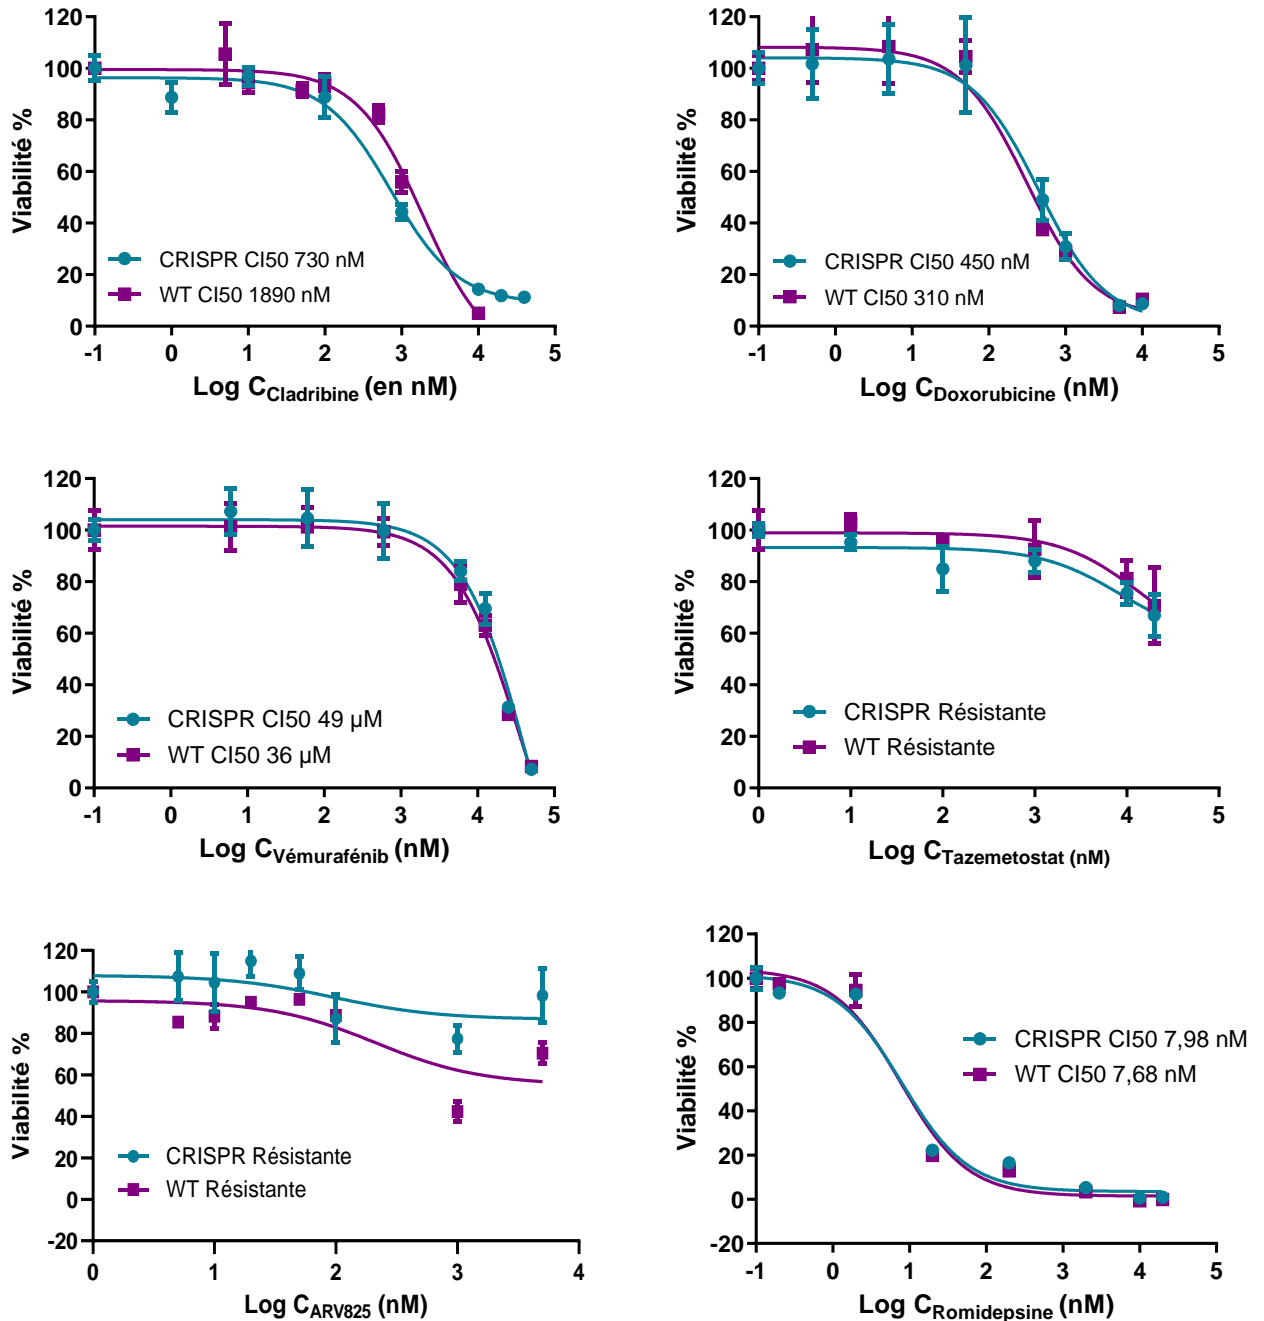 120
100
80
60
40
20
0
Viabilité %
CRISPR CI50 730 nM
WT CI50 1890 nM
-1 0 1 2 3 4 5
Log C Cladribine (en nM)
120
100
80
60
40
20
0
Viabilité %
CRISPR CI50 450 nM
WT CI50 310 nM
-1 0 1 2 3 4 5
Log C Doxorubicine (nM)
120
100
80
60
40
20
0
Viabilité %
CRISPR CI50 49 µM
WT CI50 36 µM
-1 0 1 2 3 4 5
Log C Vémurafénib (nM)
120
100
80
60
40
20
0
Viabilité %
CRISPR Résistante
WT Résistante
0 1 2 3 4 5
Log C Tazemetostat (nM)
120
100
80
60
40
20
0
-20
Viabilité %
CRISPR Résistante
WT Résistante
0 1 2 3 4
Log C ARV825 (nM)
120
100
80
60
40
20
0
-20
Viabilité %
CRISPR CI50 7,98 nM
WT CI50 7,68 nM
-1 0 1 2 3 4 5
Log C Romidepsine (nM)